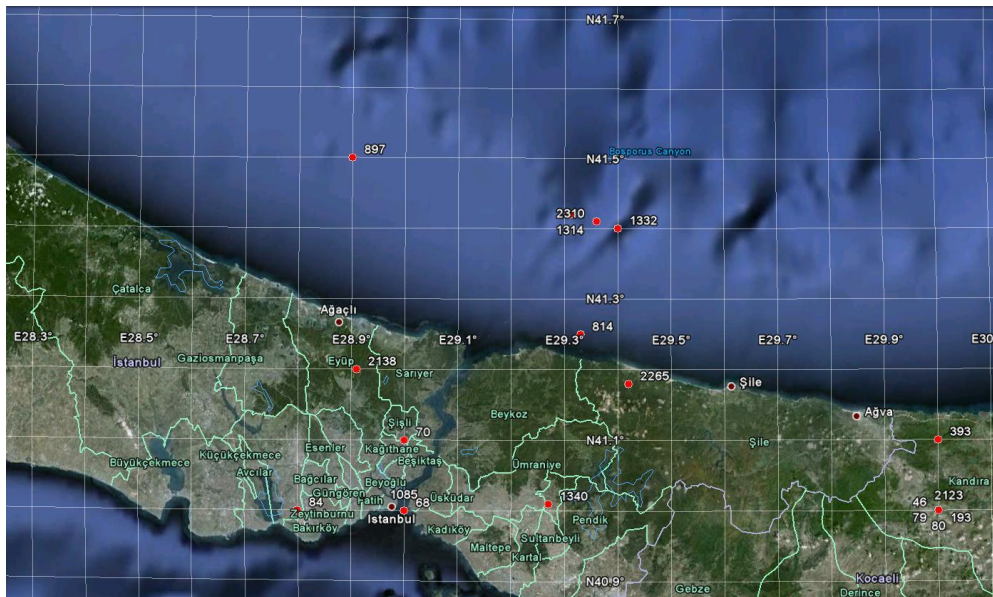 N41.7°
897
N41.5°
Bosporus Canyon
2310
1314
1332
N41.3°
Çatalca
Ağaçlı
814
E28.3°
E28.5°
E28.7°
E28.9°
E29.1°
E29.3°
E29.5°
E29.7°
E29.9°
E30
İstanbul
Gaziosmanpaşa
Eyüp
2138
Sarıyer
2265
Şile
Beykoz
Ağva
Şişli
70
N41.1°
393
Büyükçekmece
Küçükçekmece
Esenler
Kağıthane
Beşiktaş
Ümraniye
Şile
Avcılar
Bağcılar
Beyoğlu
Kandıra
Güngören
Fatih
1085
Üsküdar
1340
46
2123
84
68
Zeytinburnu
İstanbul
Pendik
79
193
Bakırköy
Kadıköy
Sultanbeyli
80
Maltepe
Kartal
N40.9°
Gebze
Kocaeli
Derince